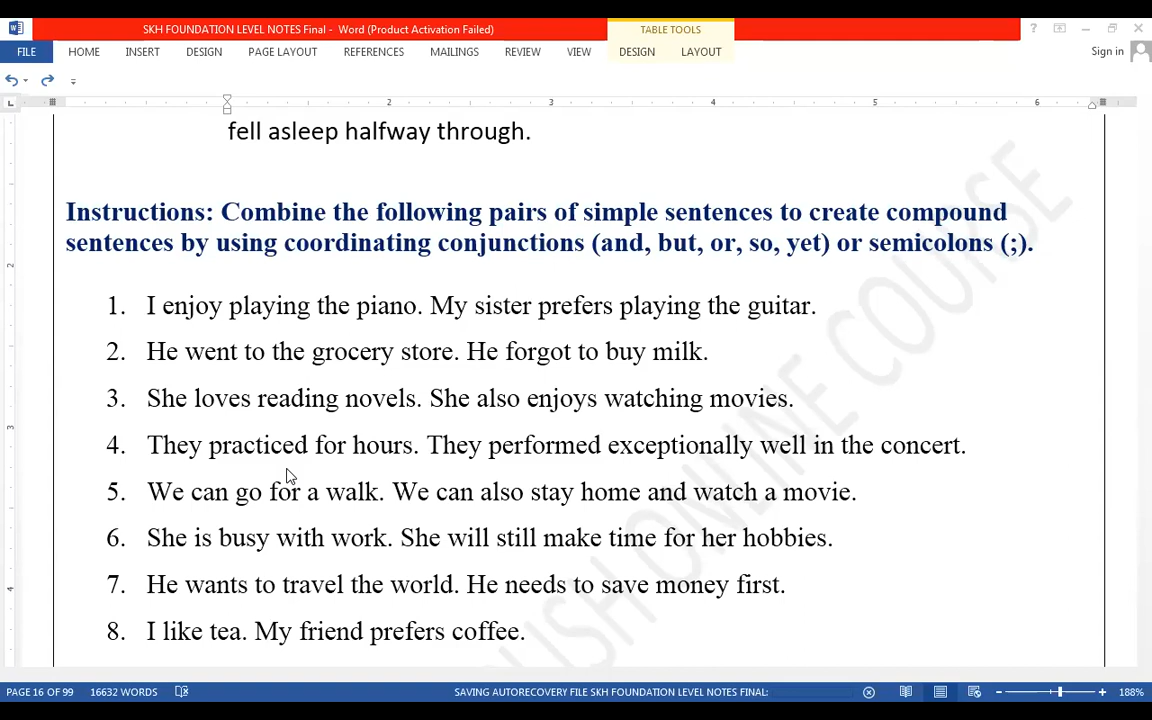 SKH FOUNDATION LEVEL NOTES Final - Word (Product Activation Failed)
TABLE TOOLS
FILE HOME INSERT DESIGN PAGE LAYOUT REFERENCES MAILINGS REVIEW VIEW DESIGN LAYOUT Sign in
2 3 4 5 6
fell asleep halfway through.
Instructions: Combine the following pairs of simple sentences to create compound
sentences by using coordinating conjunctions (and, but, or, so, yet) or semicolons (;).
1. I enjoy playing the piano. My sister prefers playing the guitar.
2. He went to the grocery store. He forgot to buy milk.
3. She loves reading novels. She also enjoys watching movies.
4. They practiced for hours. They performed exceptionally well in the concert.
5. We can go for a walk. We can also stay home and watch a movie.
6. She is busy with work. She will still make time for her hobbies.
7. He wants to travel the world. He needs to save money first.
8. I like tea. My friend prefers coffee.
ONLINE COURSE
PAGE 16 OF 99 16632 WORDS SAVING AUTORECOVERY FILE SKH FOUNDATION LEVEL NOTES FINAL: 188%